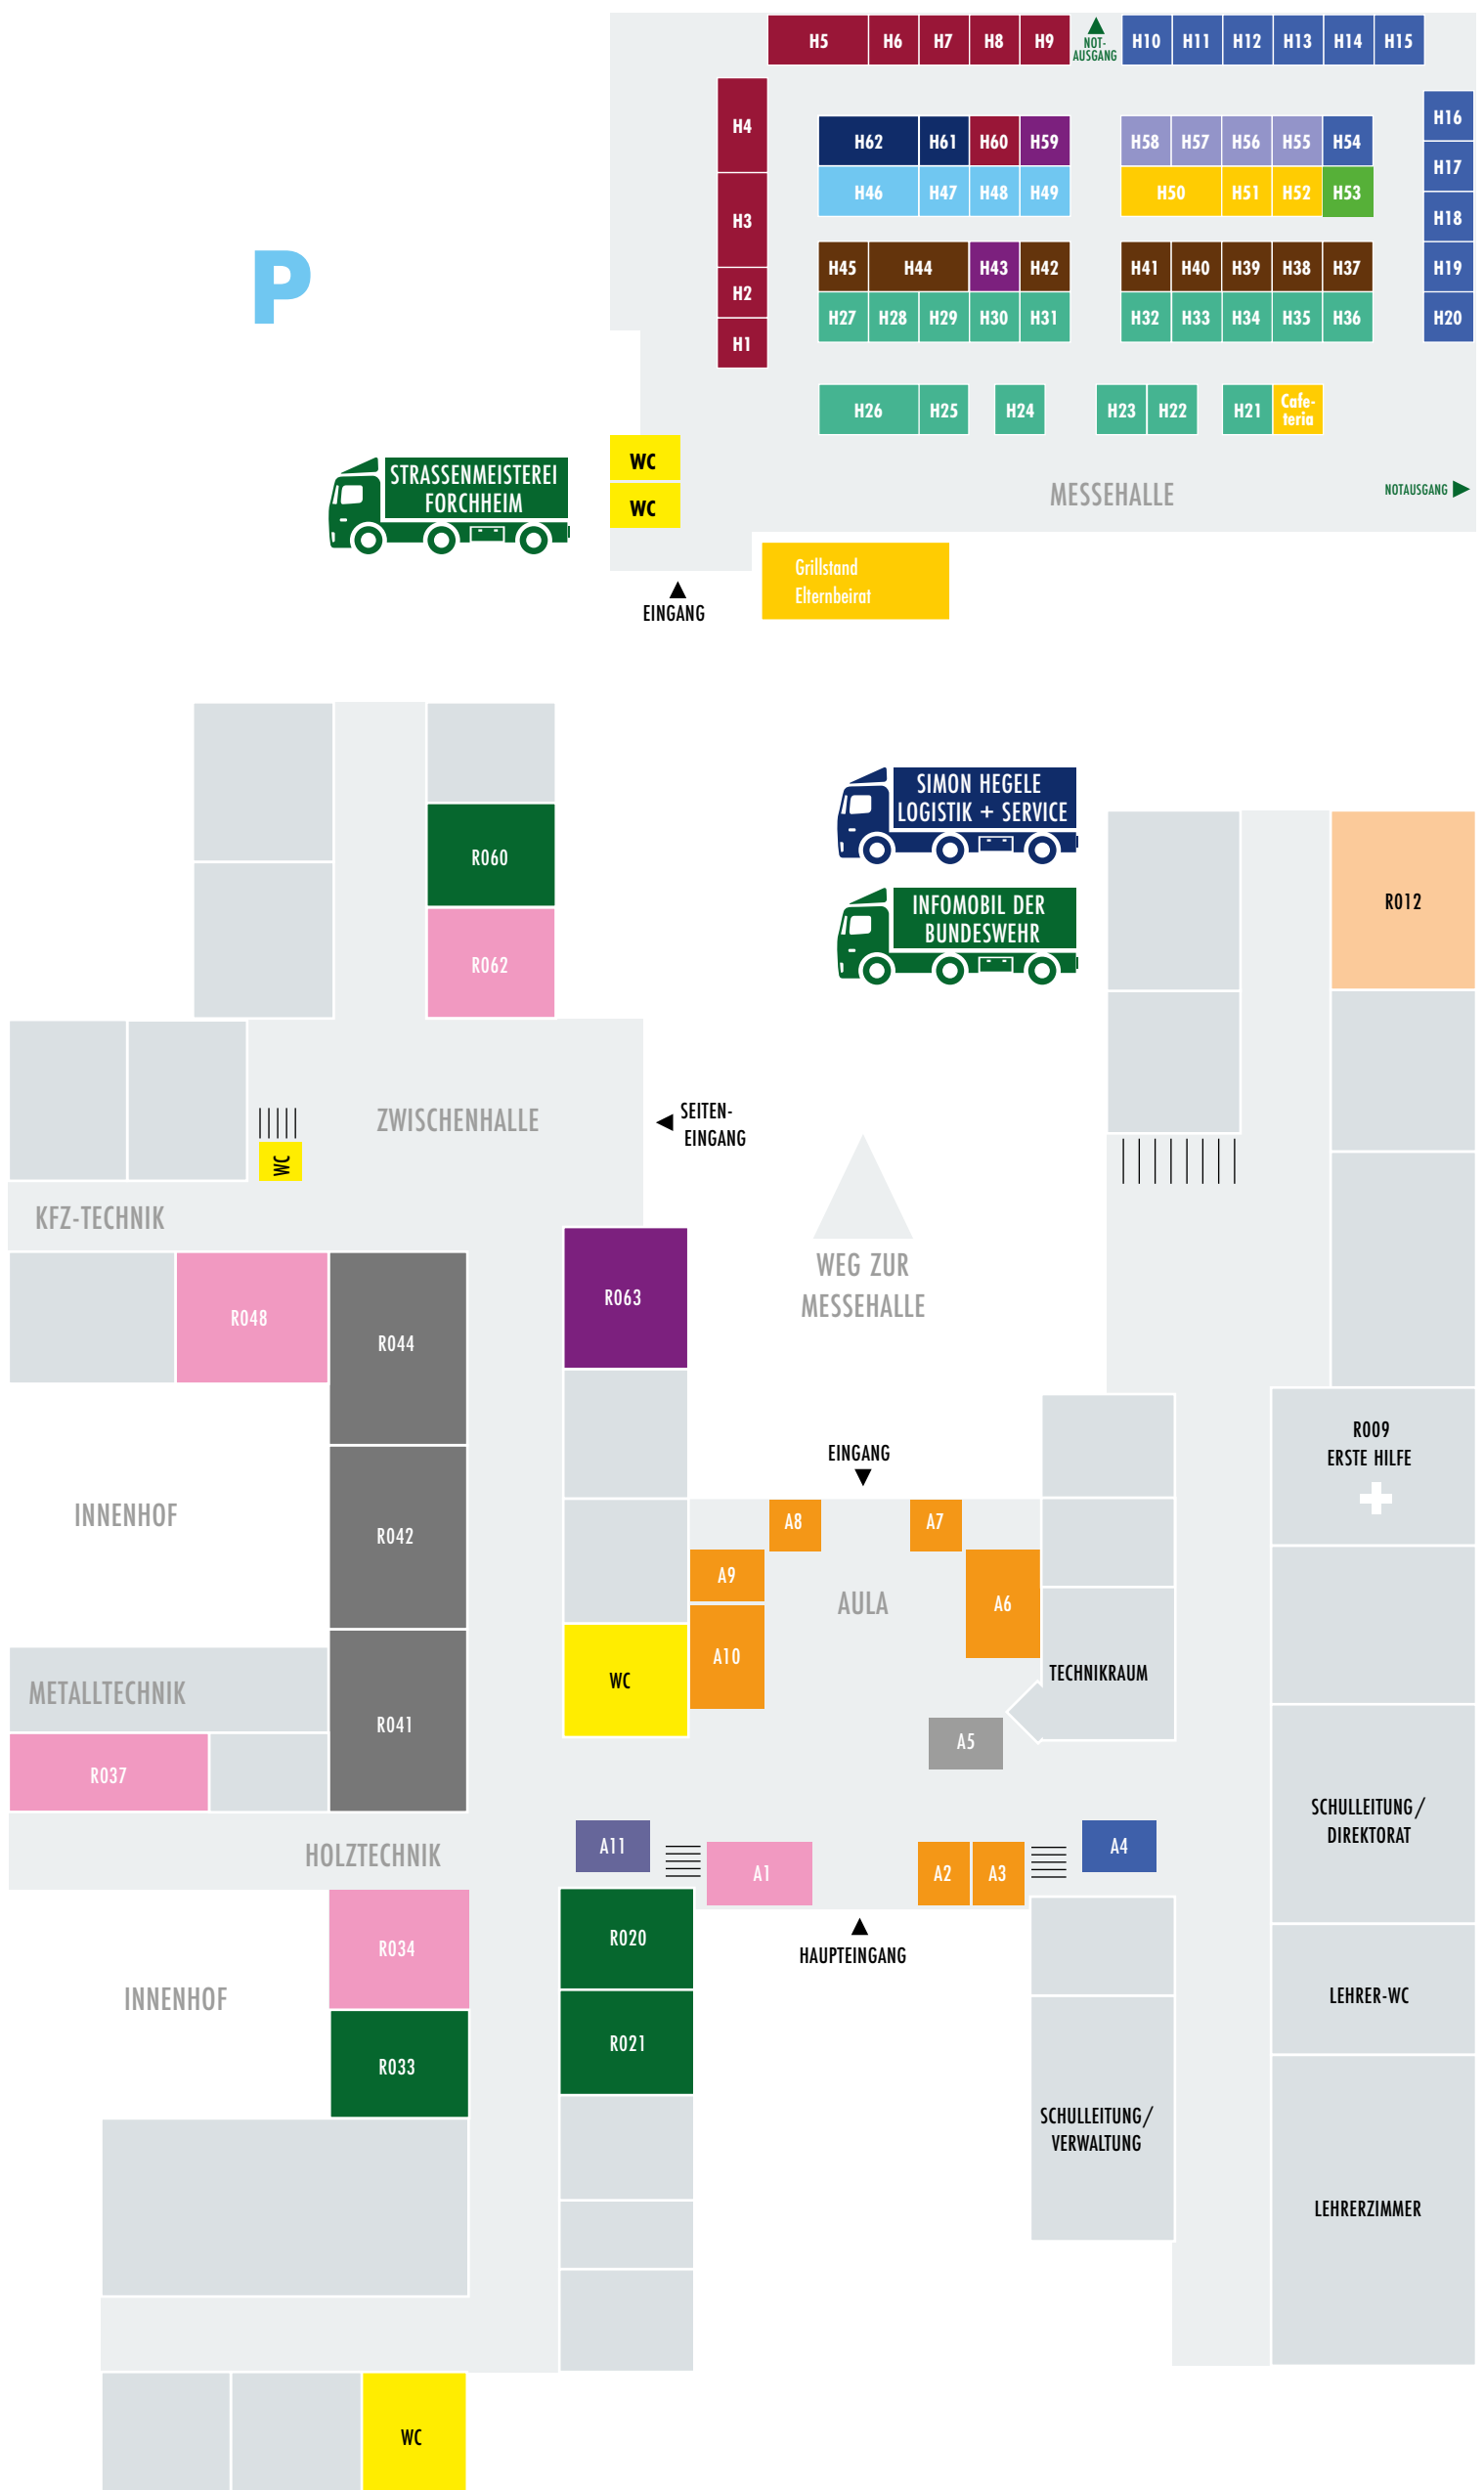 H5 H6 H7 H8 H9
NOT-
AUSGANG
H10 H11 H12 H13 H14 H15
H4
H3
H2
H1
H62 H61 H60 H59
H46 H47 H48 H49
H58 H57 H56 H55 H54
H50 H51 H52 H53
H16
H17
H18
H19
H20
H45 H44 H43 H42
H27 H28 H29 H30 H31
H41 H40 H39 H38 H37
H32 H33 H34 H35 H36
H26 H25 H24 H23 H22 H21
Cafe-
teria
P
STRASSENMEISTEREI
FORCHHEIM
WC
WC
MESSEHALLE
NOTAUSGANG
Grillstand
Elternbeirat
EINGANG
SIMON HEGELE
LOGISTIK + SERVICE
INFOMOBIL DER
BUNDESWEHR
R060
R062
R012
ZWISCHENHALLE
SEITEN-
EINGANG
WC
KFZ-TECHNIK
R048
R044
R063
WEG ZUR
MESSEHALLE
INNENHOF
R042
EINGANG
R009
ERSTE HILFE
A8
A7
A9
A10
AULA
A6
WC
TECHNIKRAUM
A5
METALLTECHNIK
R041
R037
SCHULLEITUNG/
DIREKTORAT
HOLZTECHNIK
A11
A1
A2
A3
A4
R034
R020
HAUPTEINGANG
INNENHOF
LEHRER-WC
R033
R021
SCHULLEITUNG/
VERWALTUNG
LEHRERZIMMER
WC